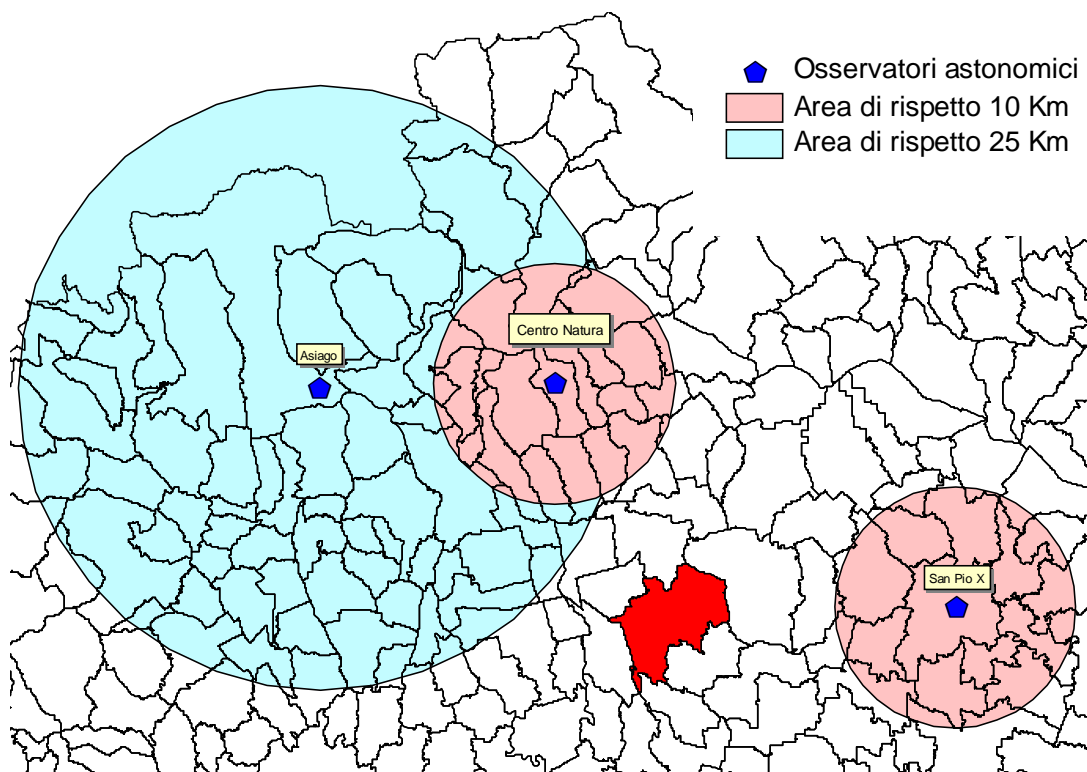 Osservatori astonomici
Area di rispetto 10 Km
Area di rispetto 25 Km
Centro Natura
Asiago
San Pio X